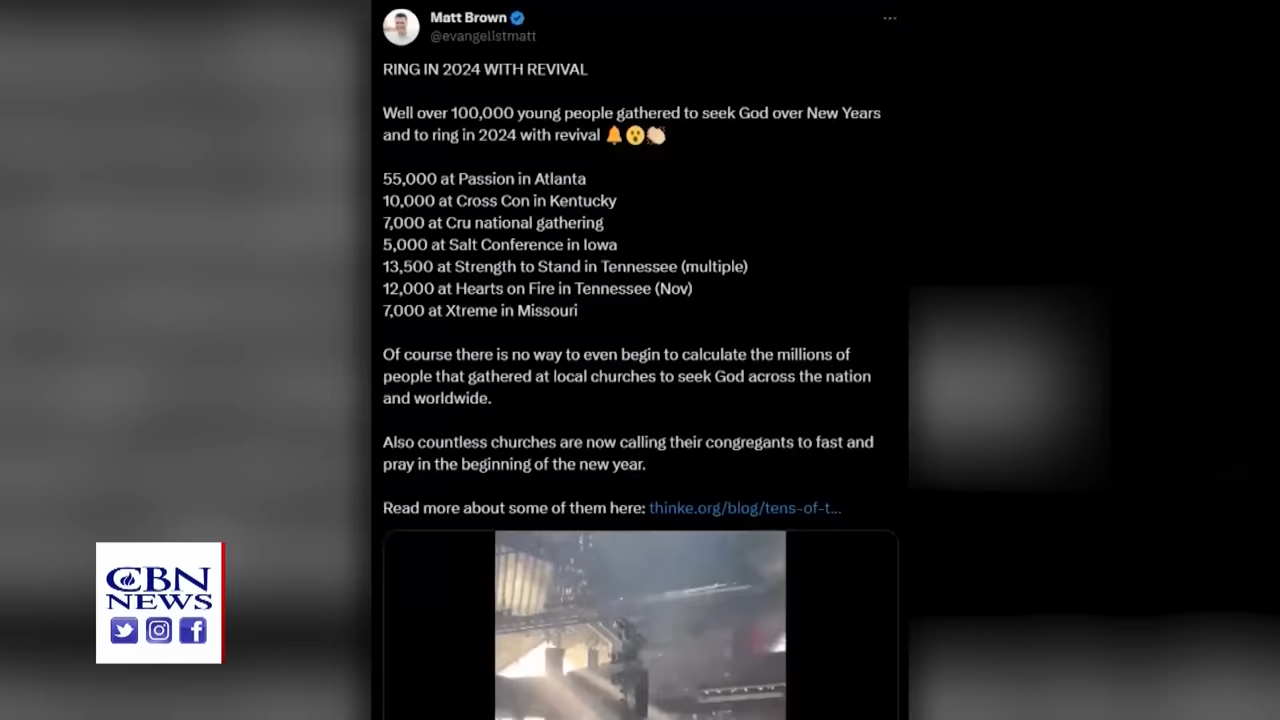 Matt Brown
@evangelistmatt
RING IN 2024 WITH REVIVAL
Well over 100,000 young people gathered to seek God over New Years
and to ring in 2024 with revival 🔔😮👏🏻
55,000 at Passion in Atlanta
10,000 at Cross Con in Kentucky
7,000 at Cru national gathering
5,000 at Salt Conference in Iowa
13,500 at Strength to Stand in Tennessee (multiple)
12,000 at Hearts on Fire in Tennessee (Nov)
7,000 at Xtreme in Missouri
Of course there is no way to even begin to calculate the millions of
people that gathered at local churches to seek God across the nation
and worldwide.
Also countless churches are now calling their congregants to fast and
pray in the beginning of the new year.
Read more about some of them here: thinke.org/blog/tens-of-t...
CBN
NEWS